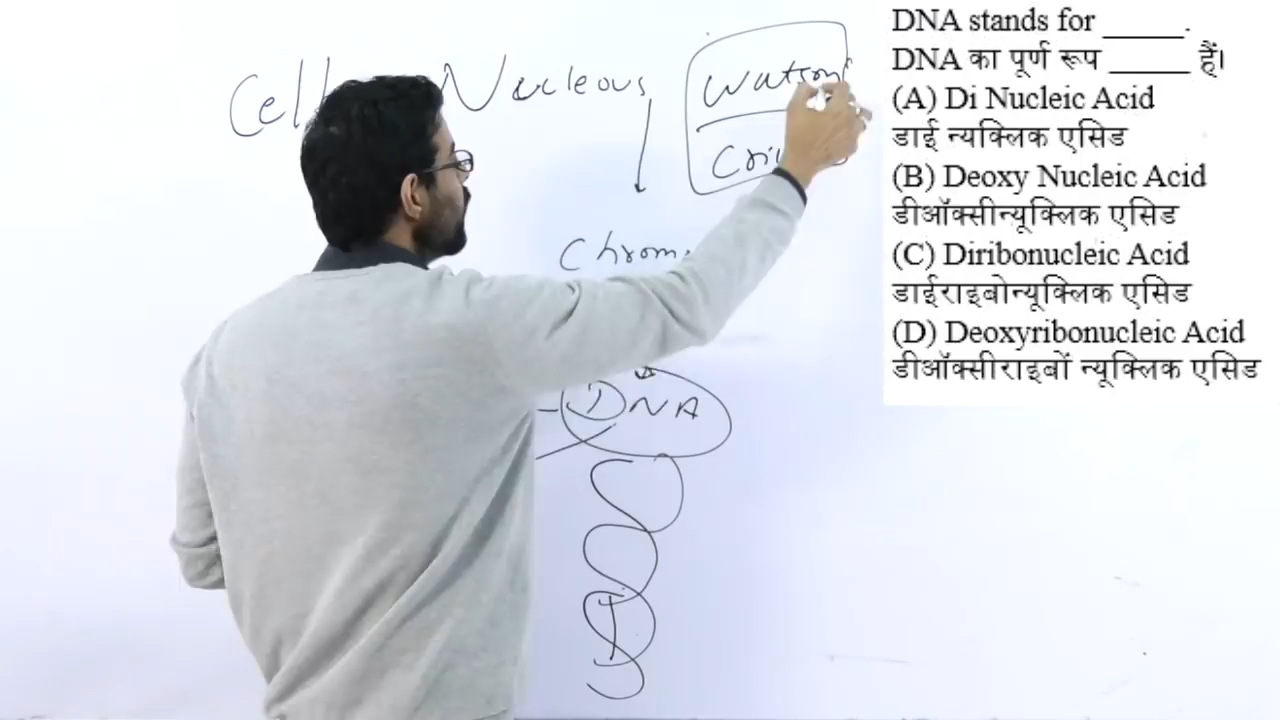 Nucleous
Watson
DNA
DNA stands for ______.
DNA का पूर्ण रूप ______ हैं।
(A) Di Nucleic Acid
डाई न्यक्लिक एसिड
(B) Deoxy Nucleic Acid
डीऑक्सीन्यूक्लिक एसिड
(C) Diribonucleic Acid
डाईराइबोन्यूक्लिक एसिड
(D) Deoxyribonucleic Acid
डीऑक्सीराइबों न्यूक्लिक एसिड